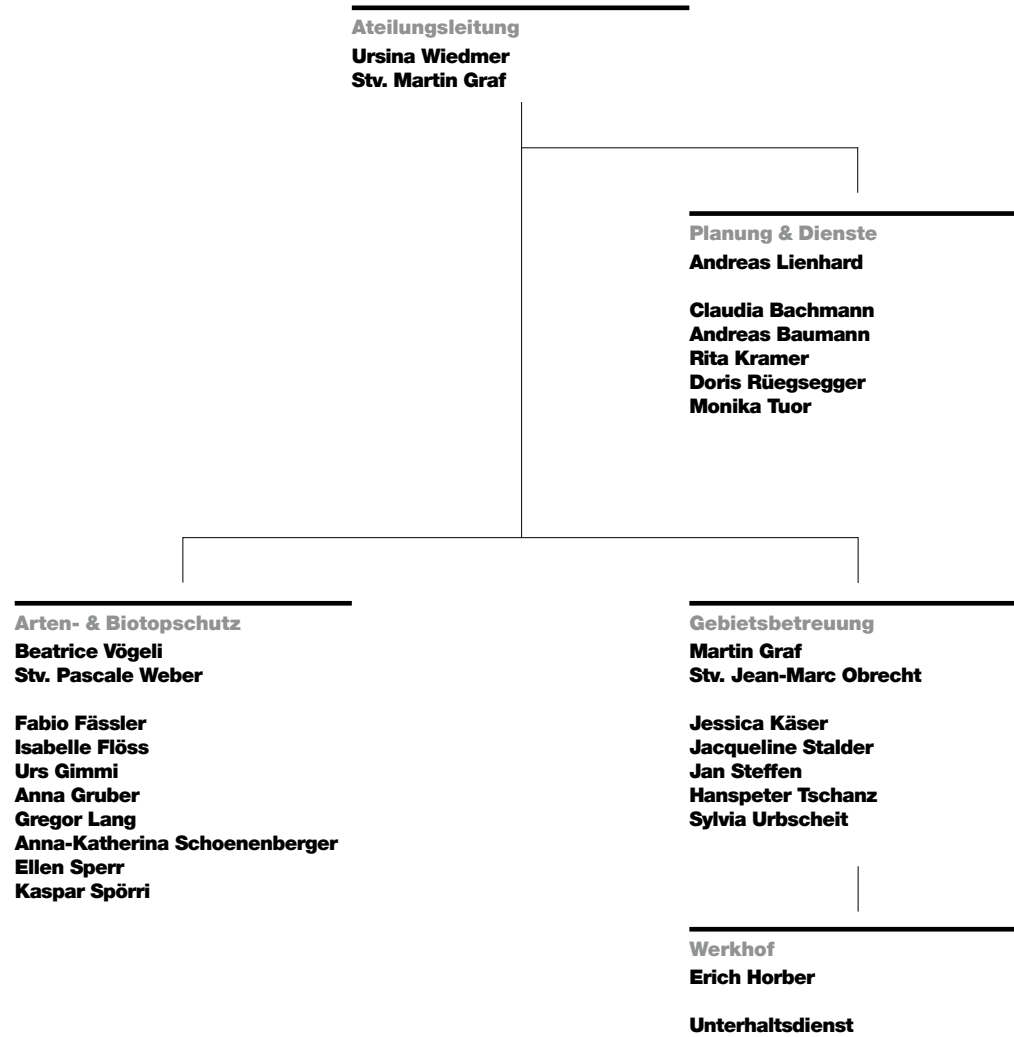 Ateilungsleitung
Ursina Wiedmer
Stv. Martin Graf
Planung & Dienste
Andreas Lienhard
Claudia Bachmann
Andreas Baumann
Rita Kramer
Doris Rüegsegger
Monika Tuor
Arten- & Biotopschutz
Beatrice Vögeli
Stv. Pascale Weber
Fabio Fässler
Isabelle Flöss
Urs Gimmi
Anna Gruber
Gregor Lang
Anna-Katherina Schoenenberger
Ellen Sperr
Kaspar Spörri
Gebietsbetreuung
Martin Graf
Stv. Jean-Marc Obrecht
Jessica Käser
Jacqueline Stalder
Jan Steffen
Hanspeter Tschanz
Sylvia Urbscheit
Werkhof
Erich Horber
Unterhaltsdienst